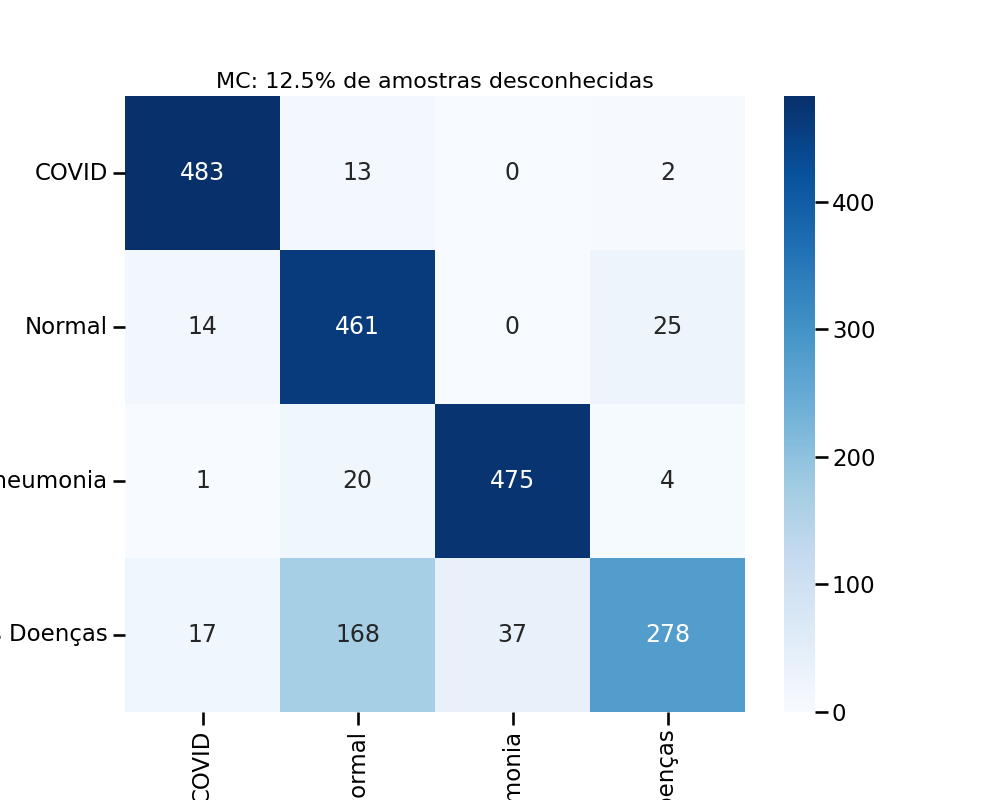 MC: 12.5% de amostras desconhecidas
COVID 483 13 0 2
Normal 14 461 0 25
neumonia 1 20 475 4
Doenças 17 168 37 278
400
300
200
100
0
COVID
ormal
monia
enças